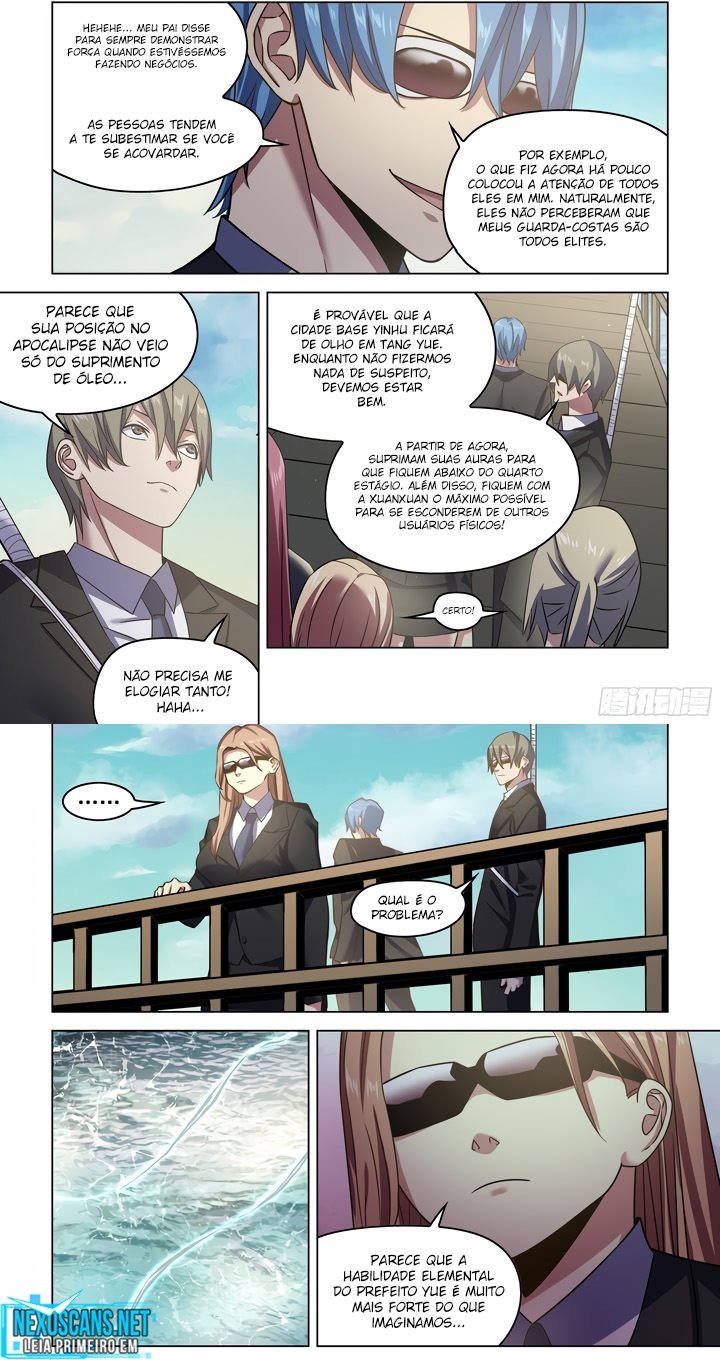 HEHEHE... MEU PAI DISSE
PARA SEMPRE DEMONSTRAR
FORÇA QUANDO ESTIVÉSSEMOS
FAZENDO NEGÓCIOS.
AS PESSOAS TENDEM
A TE SUBESTIMAR SE VOCÊ
SE ACOVARDAR.
POR EXEMPLO,
O QUE FIZ AGORA HÁ POUCO
COLOCOU A ATENÇÃO DE TODOS
ELES EM MIM. NATURALMENTE,
ELES NÃO PERCEBERAM QUE
MEUS GUARDA-COSTAS SÃO
TODOS ELITES.
PARECE QUE
SUA POSIÇÃO NO
APOCALIPSE NÃO VEIO
SÓ DO SUPRIMENTO
DE ÓLEO...
NÃO PRECISA ME
ELOGIAR TANTO!
HAHA...
É PROVÁVEL QUE A
CIDADE BASE YINHU FICARÁ
DE OLHO EM TANG YUE.
ENQUANTO NÃO FIZERMOS
NADA DE SUSPEITO,
DEVEMOS ESTAR
BEM.
A PARTIR DE AGORA,
SUPRIMAM SUAS AURAS PARA
QUE FIQUEM ABAIXO DO QUARTO
ESTÁGIO. ALÉM DISSO, FIQUEM COM
A XUANXUAN O MÁXIMO POSSÍVEL
PARA SE ESCONDEREM DE OUTROS
USUÁRIOS FÍSICOS!
CERTO!
腾讯动漫
......
QUAL É O
PROBLEMA?
PARECE QUE A
HABILIDADE ELEMENTAL
DO PREFEITO YUE É MUITO
MAIS FORTE DO QUE
IMAGINAMOS...
NEXOSCANS.NET
LEIA PRIMEIRO EM